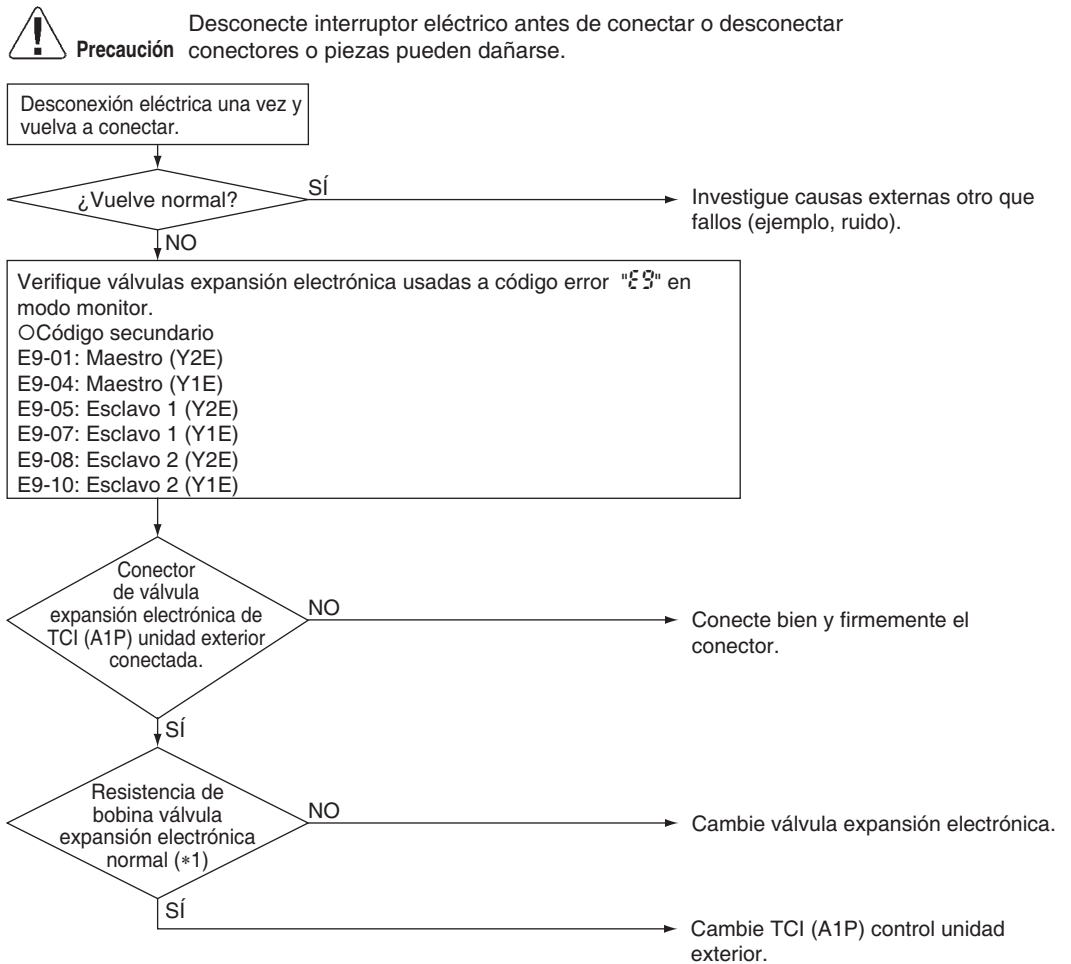 Desconecte interruptor eléctrico antes de conectar o desconectar
Precaución conectores o piezas pueden dañarse.
Desconexión eléctrica una vez y
vuelva a conectar.
¿Vuelve normal?
SÍ
Investigue causas externas otro que
fallos (ejemplo, ruido).
NO
Verifique válvulas expansión electrónica usadas a código error "E9" en
modo monitor.
○Código secundario
E9-01: Maestro (Y2E)
E9-04: Maestro (Y1E)
E9-05: Esclavo 1 (Y2E)
E9-07: Esclavo 1 (Y1E)
E9-08: Esclavo 2 (Y2E)
E9-10: Esclavo 2 (Y1E)
Conector
de válvula
expansión electrónica de
TCI (A1P) unidad exterior
conectada.
NO
Conecte bien y firmemente el
conector.
SÍ
Resistencia de
bobina válvula
expansión electrónica
normal (*1)
NO
Cambie válvula expansión electrónica.
SÍ
Cambie TCI (A1P) control unidad
exterior.